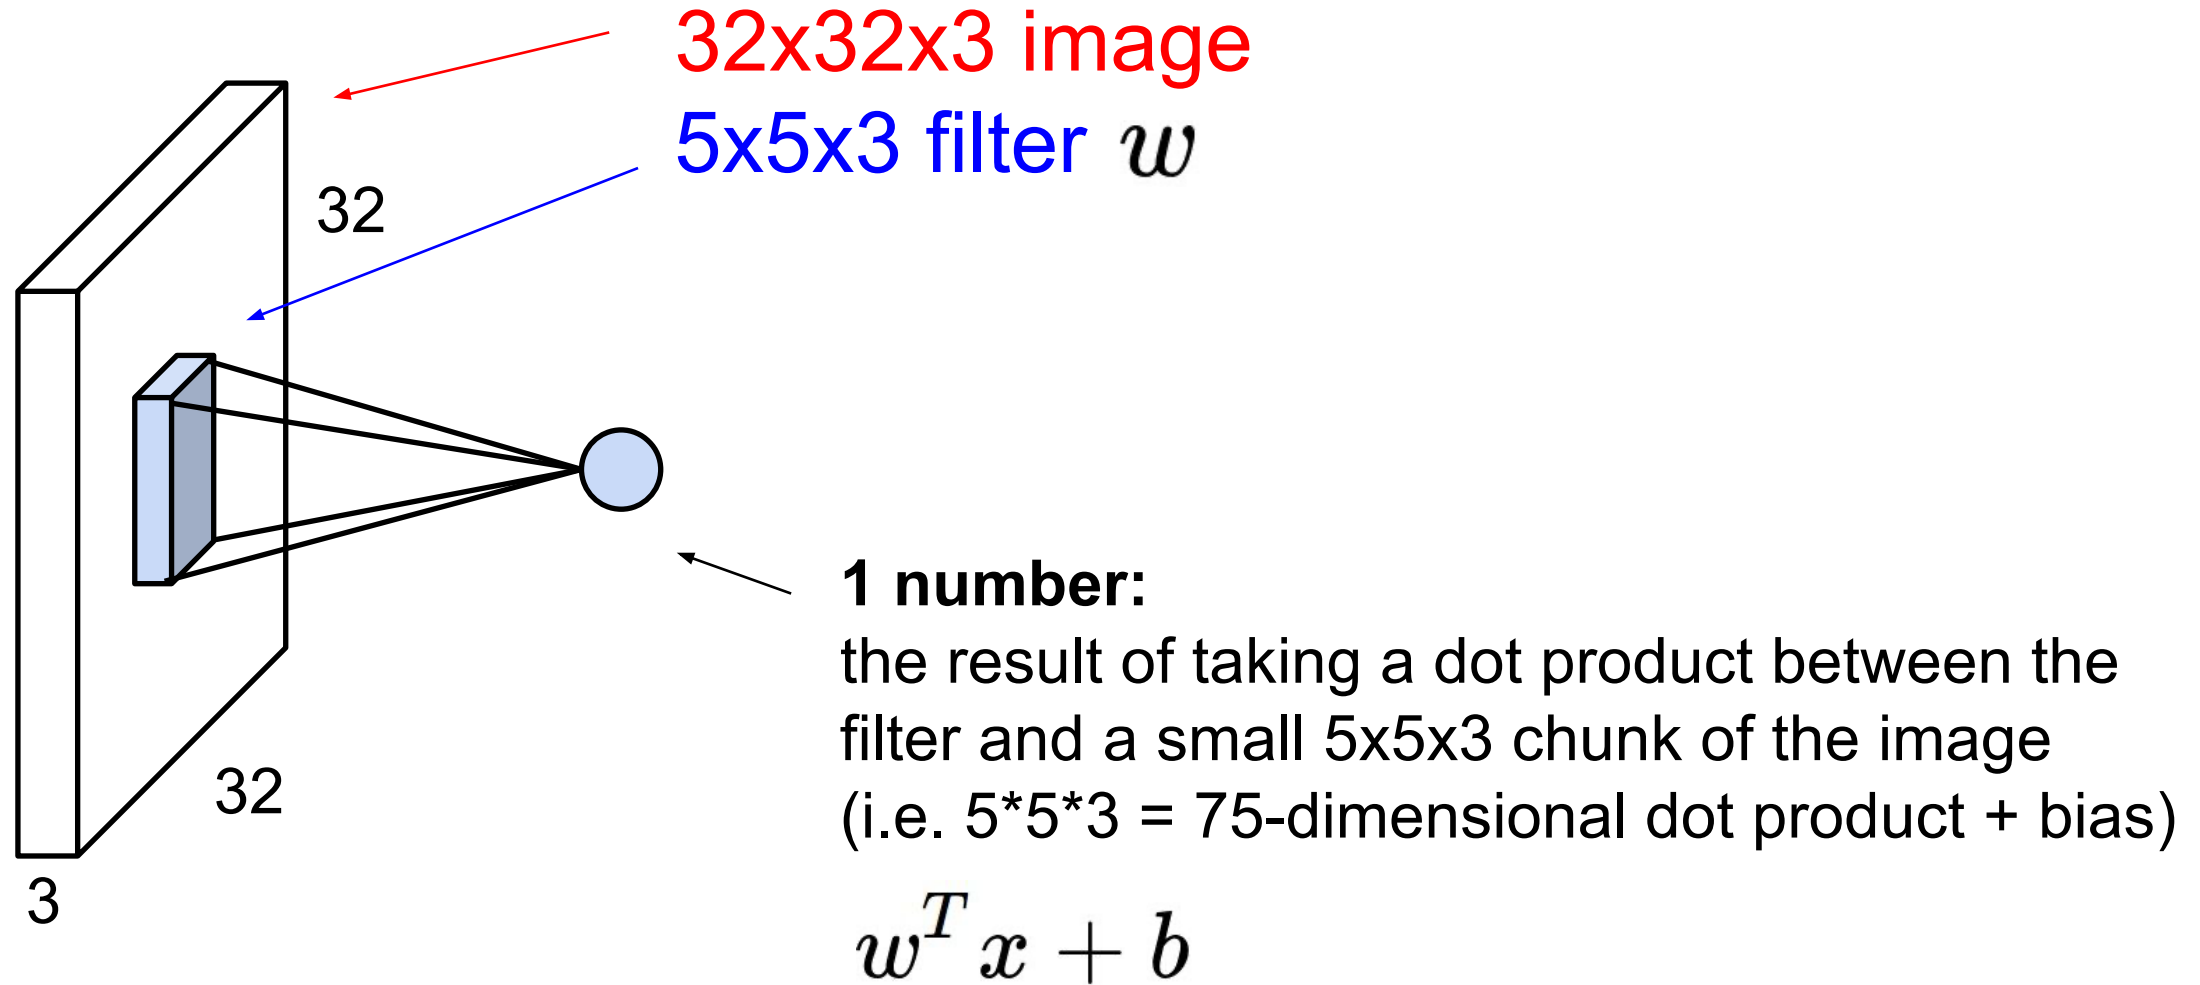 32x32x3 image
5x5x3 filter w
32
32
3
1 number:
the result of taking a dot product between the
filter and a small 5x5x3 chunk of the image
(i.e. 5*5*3 = 75-dimensional dot product + bias)
w^T x + b